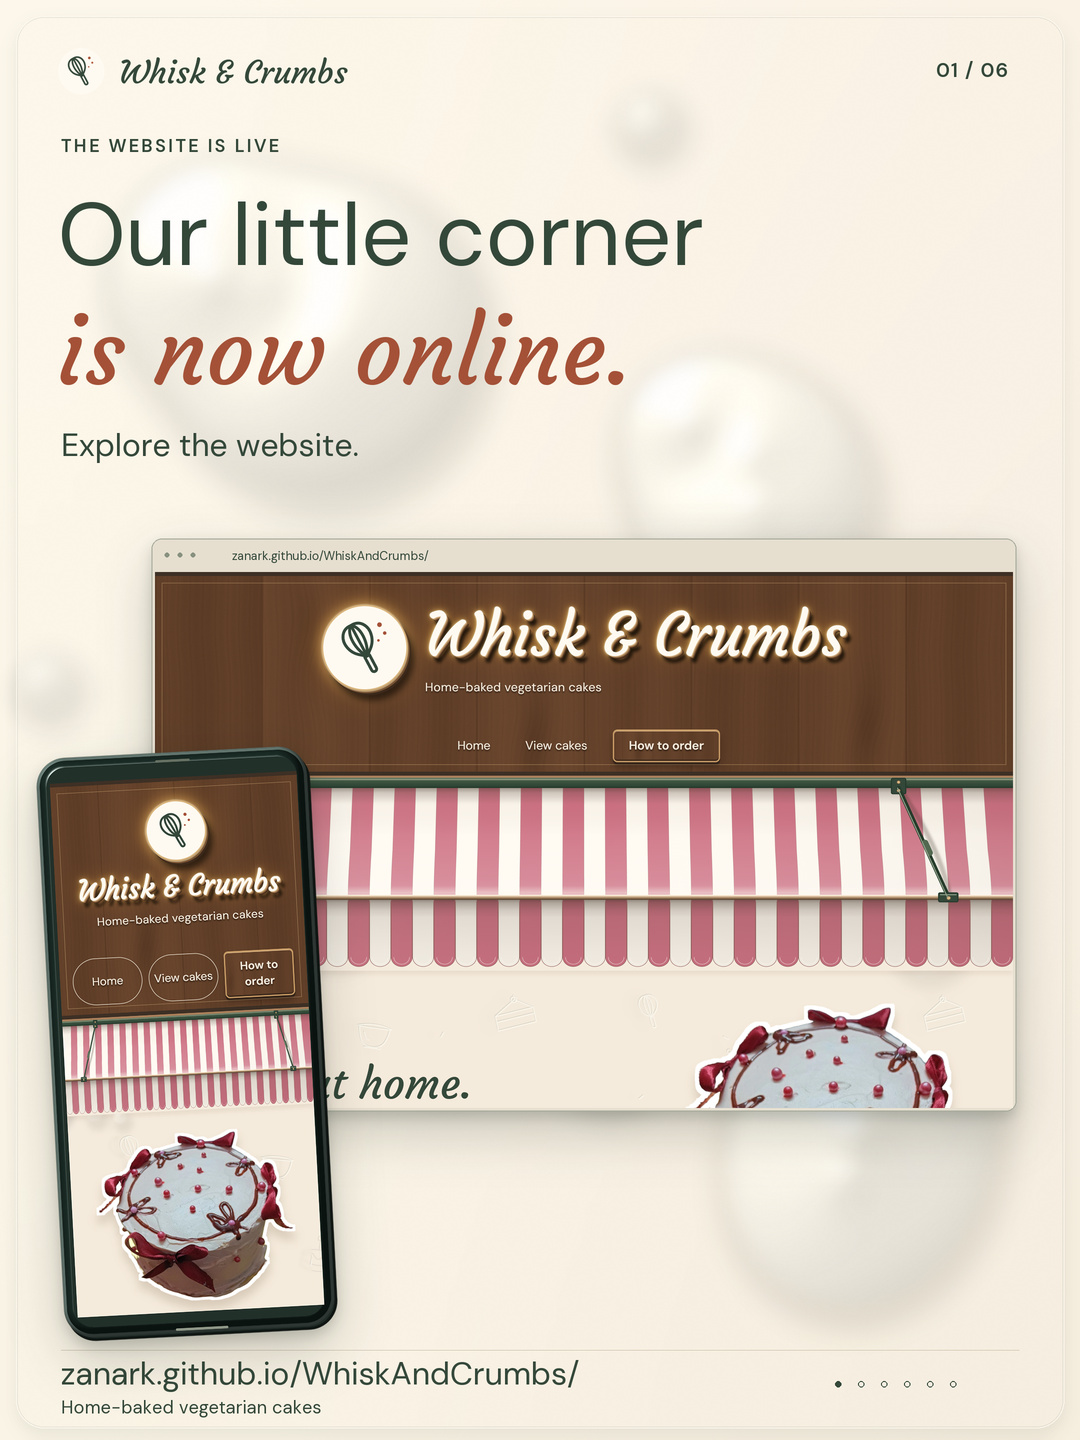 Whisk & Crumbs
01 / 06
THE WEBSITE IS LIVE
Our little corner
is now online.
Explore the website.
zanark.github.io/WhiskAndCrumbs/
Whisk & Crumbs
Home-baked vegetarian cakes
Home
View cakes
How to order
Whisk & Crumbs
Home-baked vegetarian cakes
Home
View cakes
How to
order
home.
zanark.github.io/WhiskAndCrumbs/
Home-baked vegetarian cakes